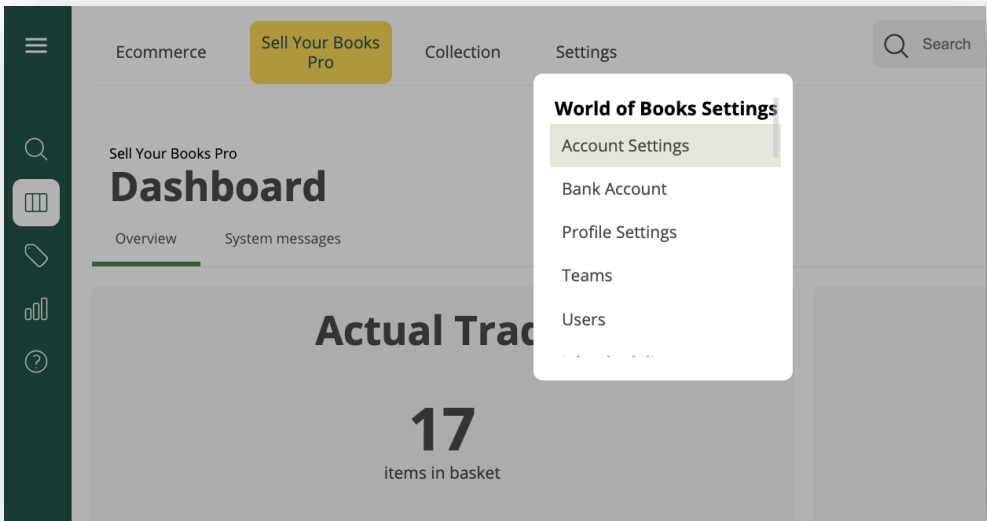 Ecommerce
Sell Your Books
Pro
Collection
Settings
Search
World of Books Settings
Account Settings
Bank Account
Profile Settings
Teams
Users
Sell Your Books Pro
Dashboard
Overview
System messages
Actual Trad
17
items in basket